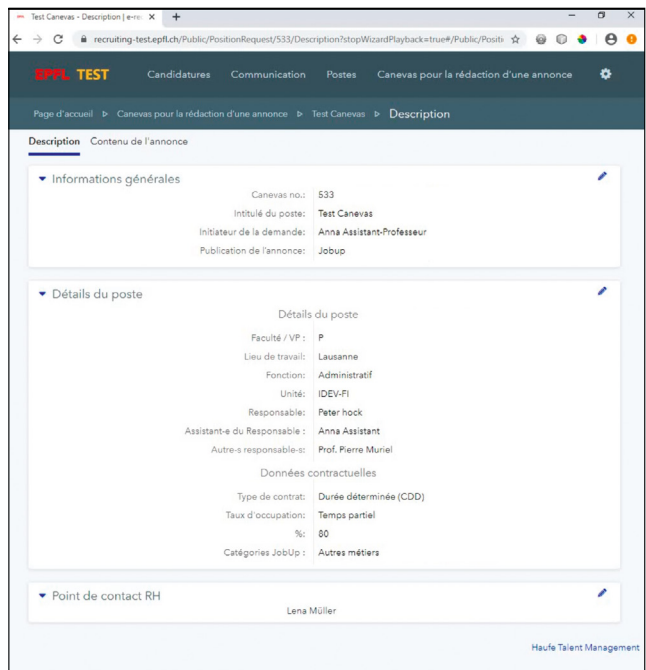 Test Canevas - Description | e-re
recruiting-test.epfl.ch/Public/PositionRequest/533/Description?stopWizardPlayback=true#/Public/Positi
EPFL TEST Candidatures Communication Postes Canevas pour la rédaction d'une annonce
Page d'accueil Canevas pour la rédaction d'une annonce Test Canevas Description
Description Contenu de l'annonce
Informations générales
Canevas no.: 533
Intitulé du poste: Test Canevas
Initiateur de la demande: Anna Assistant-Professeur
Publication de l'annonce: Jobup
Détails du poste
Détails du poste
Faculté / VP : P
Lieu de travail: Lausanne
Fonction: Administratif
Unité: IDEV-FI
Responsable: Peter hock
Assistant-e du Responsable : Anna Assistant
Autre-s responsable-s: Prof. Pierre Muriel
Données contractuelles
Type de contrat: Durée déterminée (CDD)
Taux d'occupation: Temps partiel
%: 80
Catégories JobUp : Autres métiers
Point de contact RH
Lena Müller
Haufe Talent Management